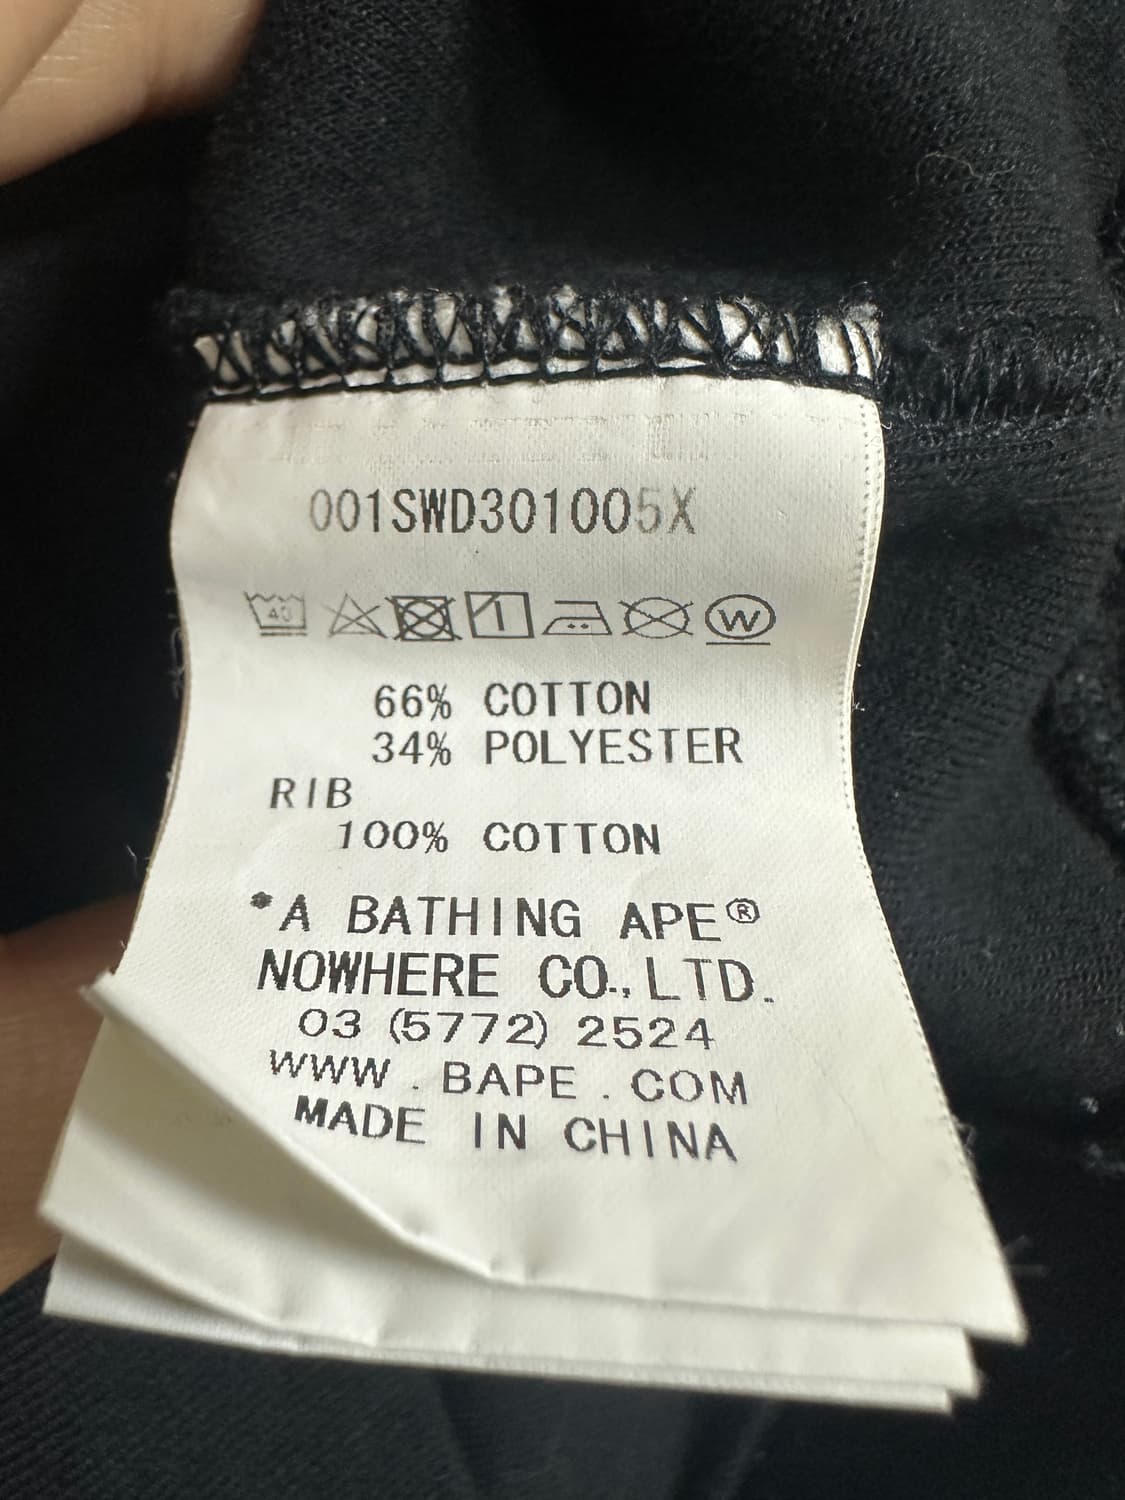 001SWD301005X
40
W
66% COTTON
34% POLYESTER
RIB
100% COTTON
*A BATHING APE®
NOWHERE CO.,LTD.
03 (5772) 2524
WWW . BAPE . COM
MADE IN CHINA